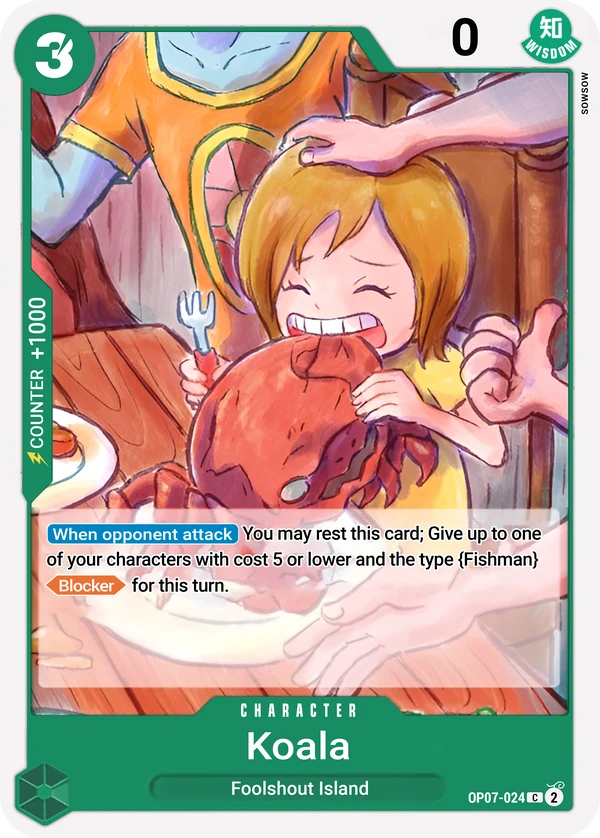 3
0
知
WISDOM
SOWSOW
COUNTER +1000
When opponent attack You may rest this card; Give up to one
of your characters with cost 5 or lower and the type {Fishman}
Blocker for this turn.
CHARACTER
Koala
Foolshout Island
OP07-024 C 2